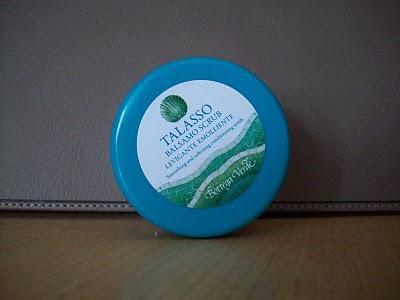 TALASSO
BALSAMO SCRUB
LEVIGANTE EMOLLIENTE
Smoothing and softening conditioning scrub
Bottega Verde